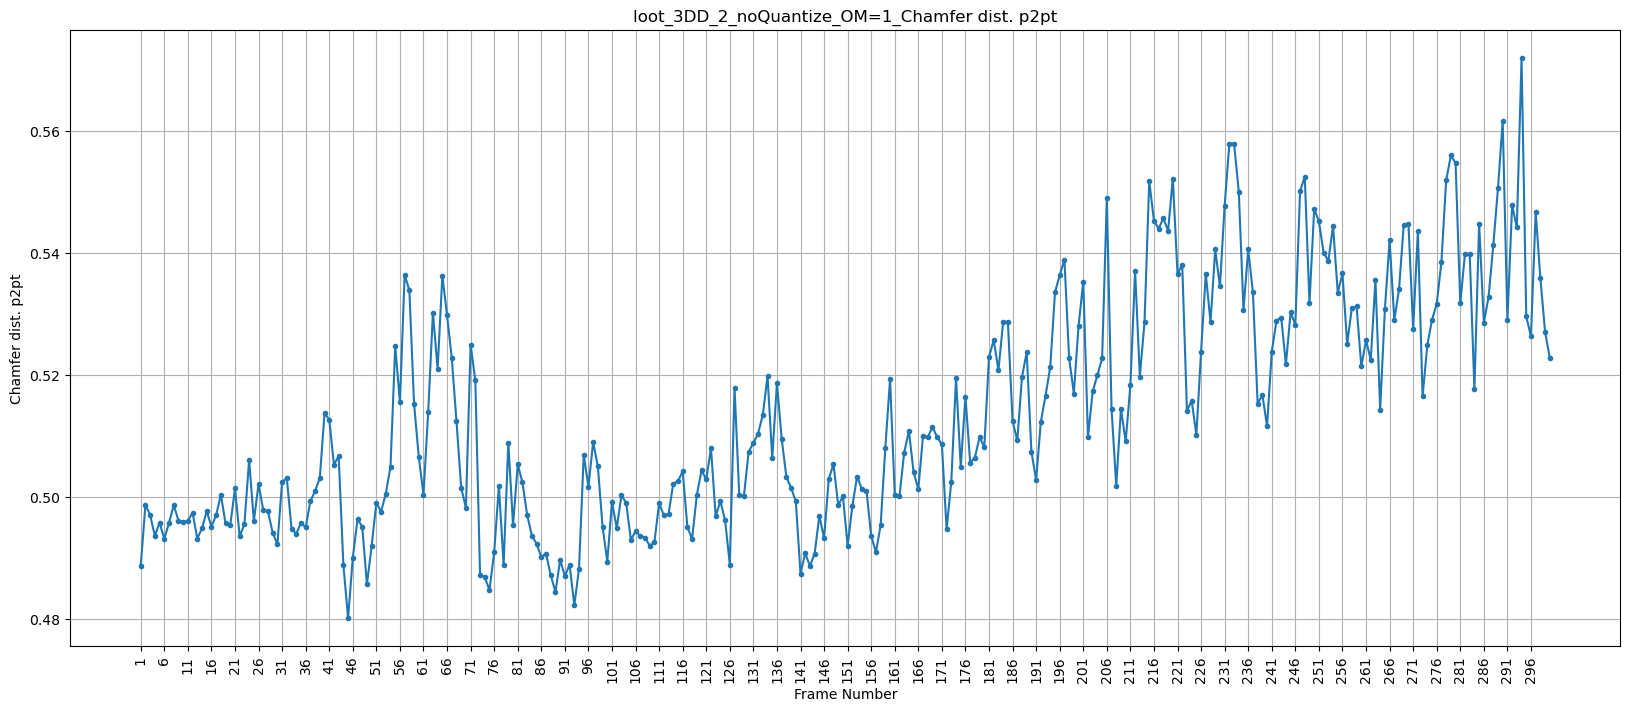 loot_3DD_2_noQuantize_OM=1_Chamfer dist. p2pt
Chamfer dist. p2pt
0.56
0.54
0.52
0.50
0.48
1 6 11 16 21 26 31 36 41 46 51 56 61 66 71 76 81 86 91 96 101 106 111 116 121 126 131 136 141 146 151 156 161 166 171 176 181 186 191 196 201 206 211 216 221 226 231 236 241 246 251 256 261 266 271 276 281 286 291 296
Frame Number